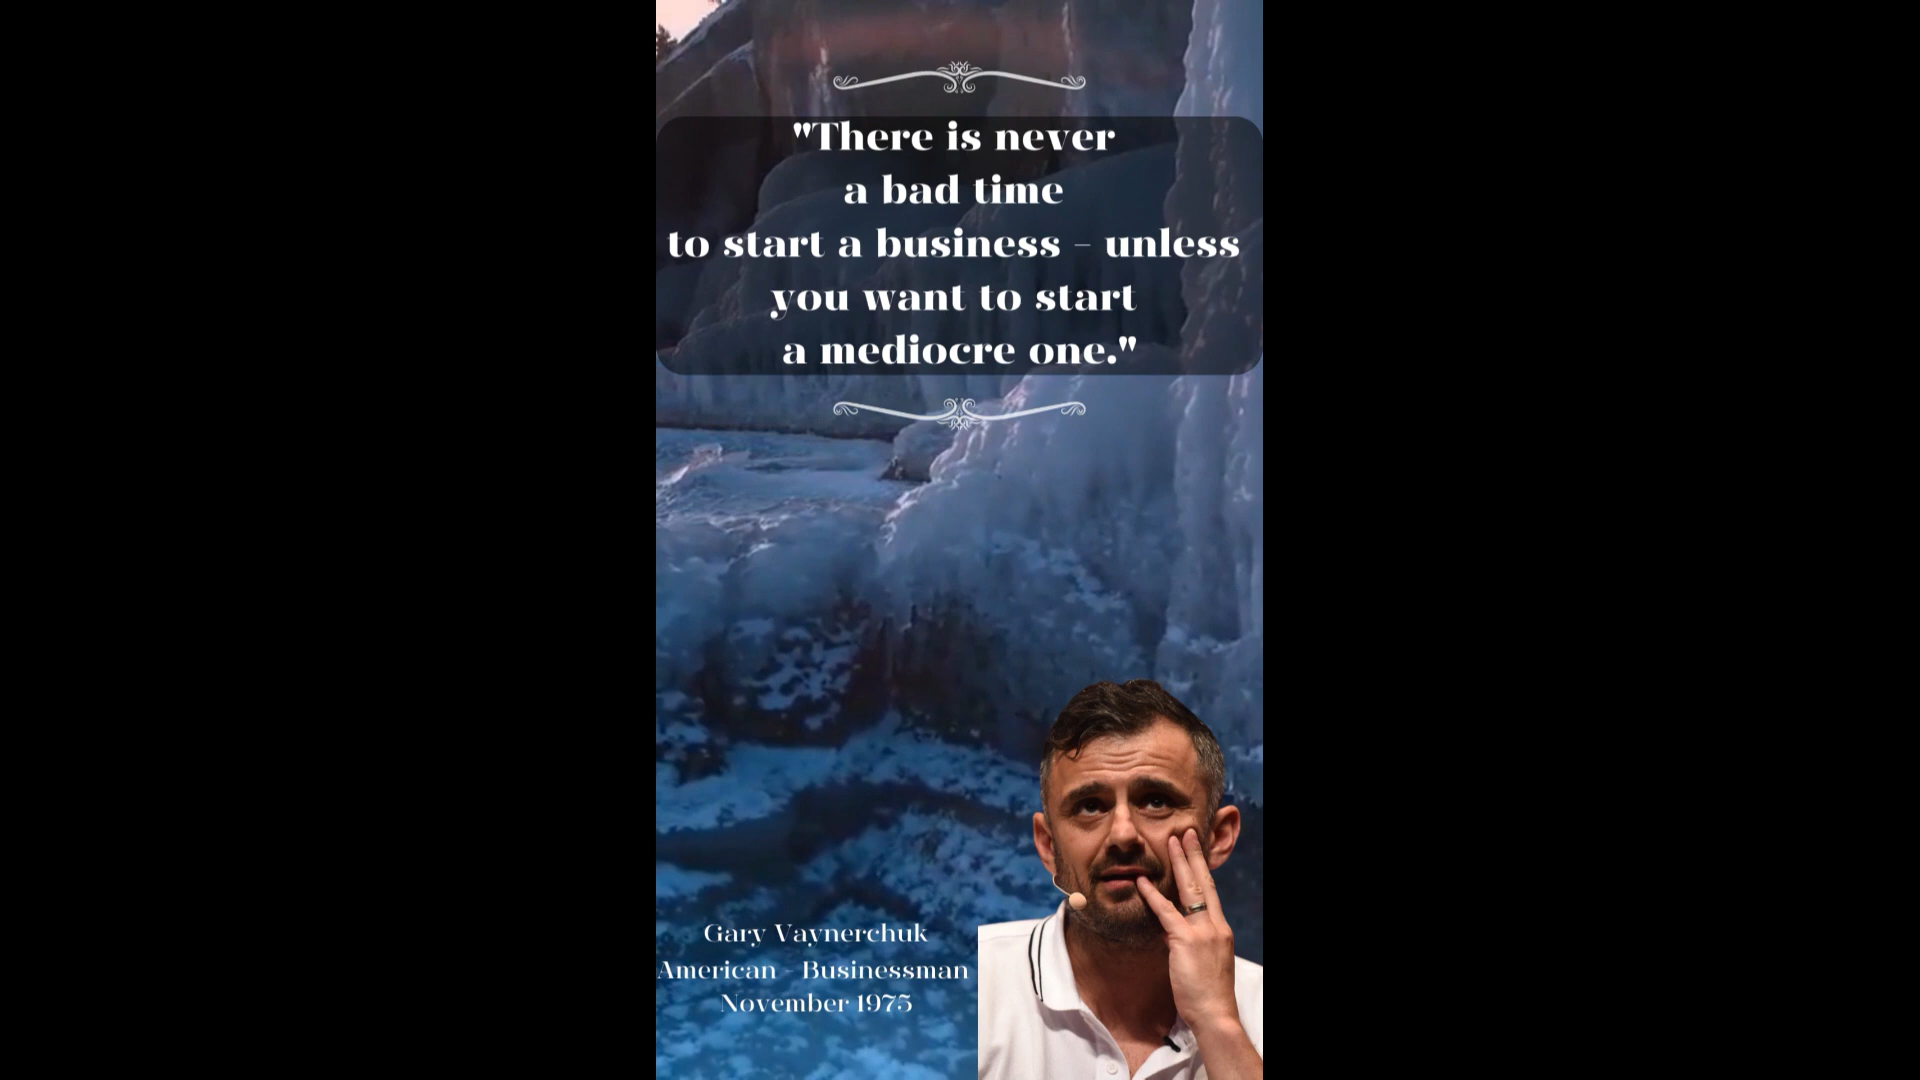 "There is never
a bad time
to start a business – unless
you want to start
a mediocre one."
Gary Vaynerchuk
American - Businessman
November 1975